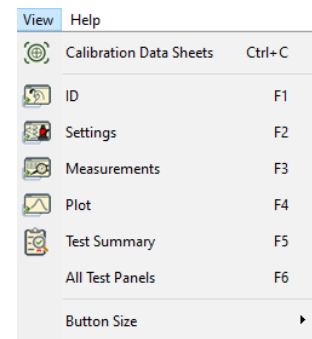 View Help
Calibration Data Sheets Ctrl+C
ID F1
Settings F2
Measurements F3
Plot F4
Test Summary F5
All Test Panels F6
Button Size